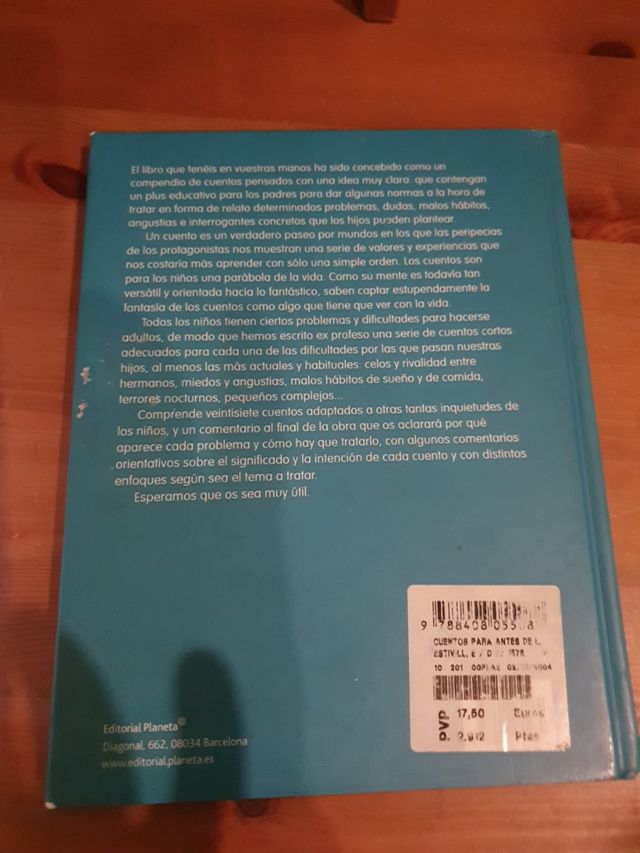 El libro que tenéis en vuestras manos ha sido concebido como un
compendio de cuentos pensados con una idea muy clara: que contengan
un plus educativo para los padres para dar algunas normas a la hora de
tratar en forma de relato determinados problemas, dudas, malos hábitos,
angustias e interrogantes concretos que los hijos pueden plantear.
Un cuento es un verdadero paseo por mundos en los que las peripecias
de los protagonistas nos muestran una serie de valores y experiencias que
nos costaría más aprender con sólo una simple orden. Los cuentos son
para los niños una parábola de la vida. Como su mente es todavía tan
versátil y orientada hacia lo fantástico, saben captar estupendamente la
fantasía de los cuentos como algo que tiene que ver con la vida.
Todos los niños tienen ciertos problemas y dificultades para hacerse
adultos, de modo que hemos escrito ex profeso una serie de cuentos cortos
adecuados para cada una de las dificultades por las que pasan nuestros
hijos, al menos las más actuales y habituales: celos y rivalidad entre
hermanos, miedos y angustias, malos hábitos de sueño y de comida,
terrores nocturnos, pequeños complejos...
Comprende veintisiete cuentos adaptados a otras tantas inquietudes de
los niños, y un comentario al final de la obra que os aclarará por qué
aparece cada problema y cómo hay que tratarlo, con algunos comentarios
orientativos sobre el significado y la intención de cada cuento y con distintos
enfoques según sea el tema a tratar.
Esperamos que os sea muy útil.
9 788408 055
CUENTOS PARA ANTES DE
ESTIVILL, E
10 201
PVP 17,50 Euros
2.912 Ptas
Editorial Planeta®
Diagonal, 662, 08034 Barcelona
www.editorial.planeta.es